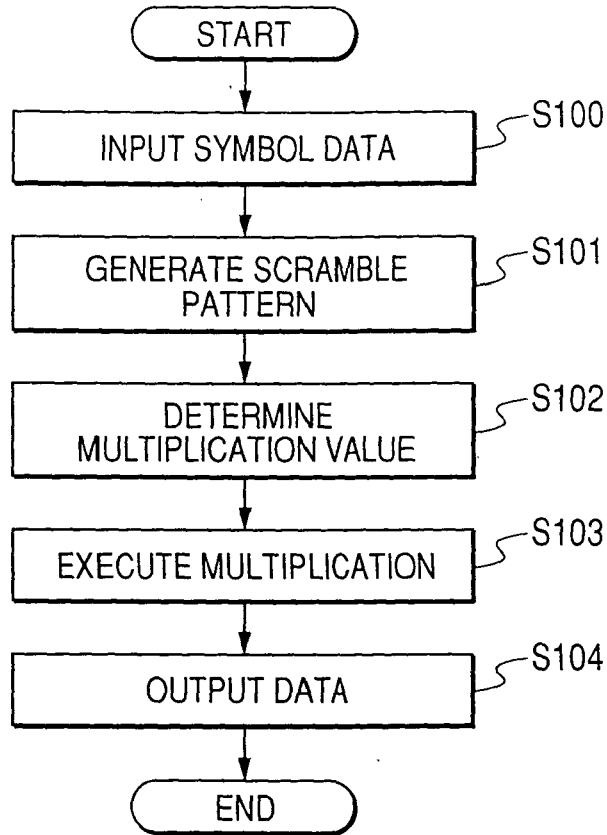 START
INPUT SYMBOL DATA
S100
GENERATE SCRAMBLE
PATTERN
S101
DETERMINE
MULTIPLICATION VALUE
S102
EXECUTE MULTIPLICATION
S103
OUTPUT DATA
S104
END